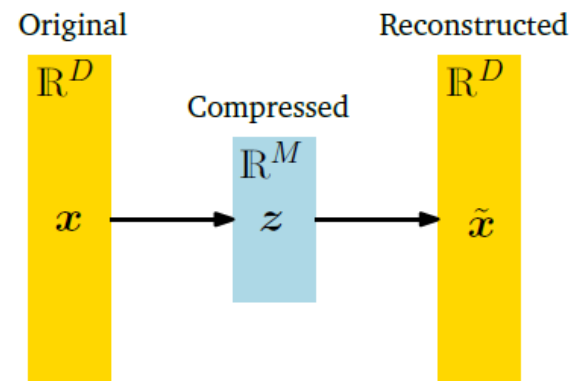 Original
Reconstructed
ℝ^D
ℝ^D
Compressed
ℝ^M
x
z
x̃